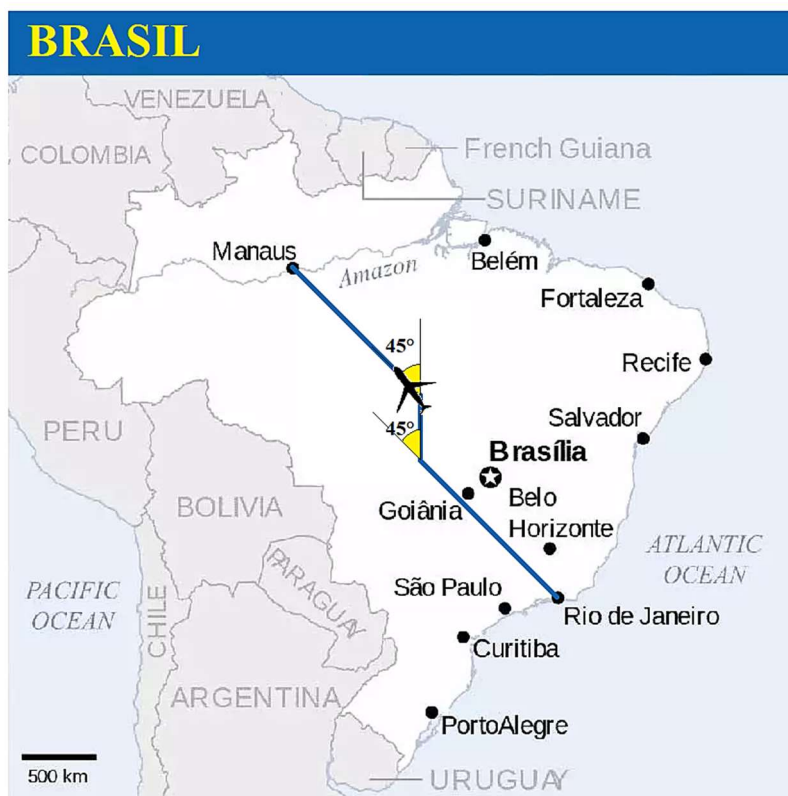 BRASIL
VENEZUELA
COLOMBIA
French Guiana
SURINAME
Manaus
Amazon
Belém
Fortaleza
45°
Recife
PERU
45°
Salvador
Brasília
BOLIVIA
Goiânia
Belo
Horizonte
ATLANTIC
OCEAN
PACIFIC
OCEAN
CHILE
PARAGUAY
São Paulo
Rio de Janeiro
Curitiba
ARGENTINA
PortoAlegre
500 km
URUGUAY